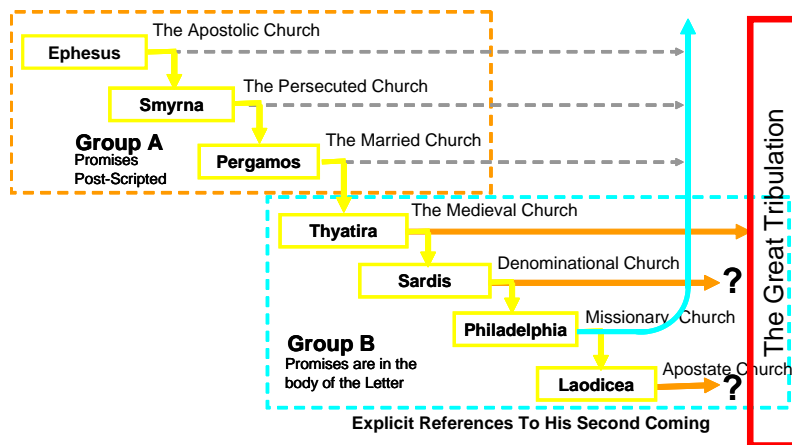 The Apostolic Church
Ephesus
The Persecuted Church
Smyrna
Group A
Promises
Post-Scripted
The Married Church
Pergamos
The Medieval Church
Thyatira
Denominational Church
Sardis
?
Missionary Church
Philadelphia
Group B
Promises are in the
body of the Letter
Apostate Church
Laodicea
?
Explicit References To His Second Coming
The Great Tribulation